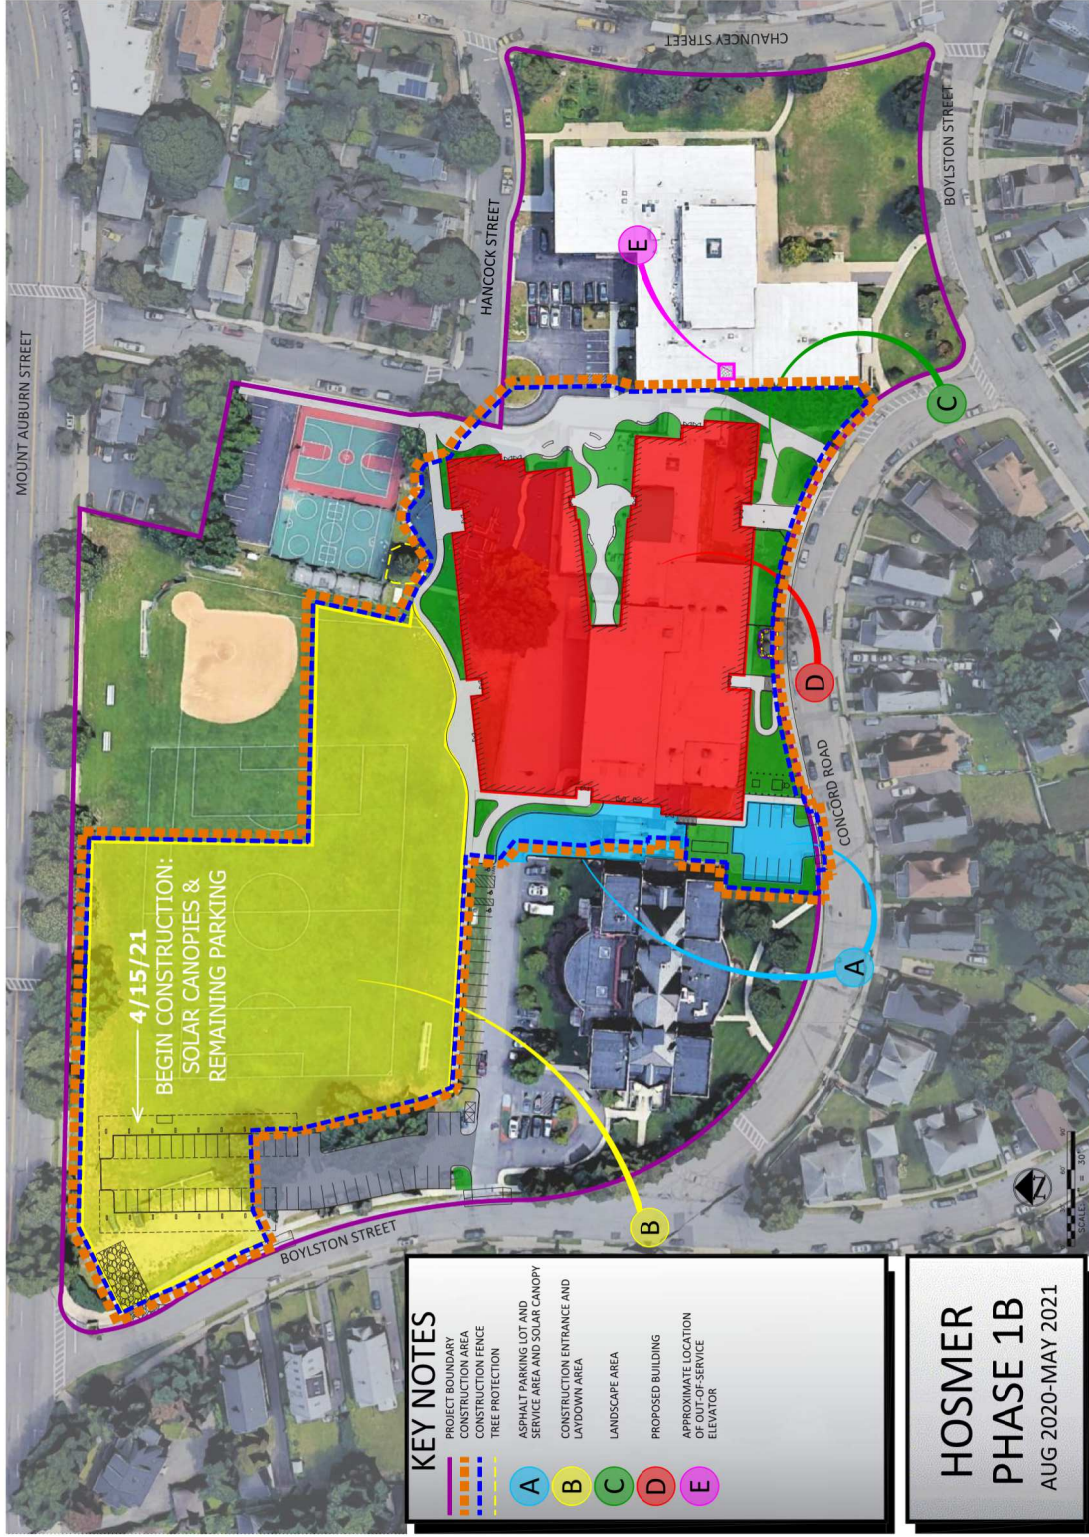 MOUNT AUBURN STREET
CHAUNCEY STREET
HANCOCK STREET
BOYLSTON STREET
CONCORD ROAD
BOYLSTON STREET
4/15/21
BEGIN CONSTRUCTION:
SOLAR CANOPIES &
REMAINING PARKING
A
B
C
D
E
KEY NOTES
PROJECT BOUNDARY
CONSTRUCTION AREA
CONSTRUCTION FENCE
TREE PROTECTION
A
ASPHALT PARKING LOT AND
SERVICE AREA AND SOLAR CANOPY
B
CONSTRUCTION ENTRANCE AND
LAYDOWN AREA
C
LANDSCAPE AREA
D
PROPOSED BUILDING
E
APPROXIMATE LOCATION
OF OUT-OF-SERVICE
ELEVATOR
N
HOSMER
PHASE 1B
AUG 2020-MAY 2021